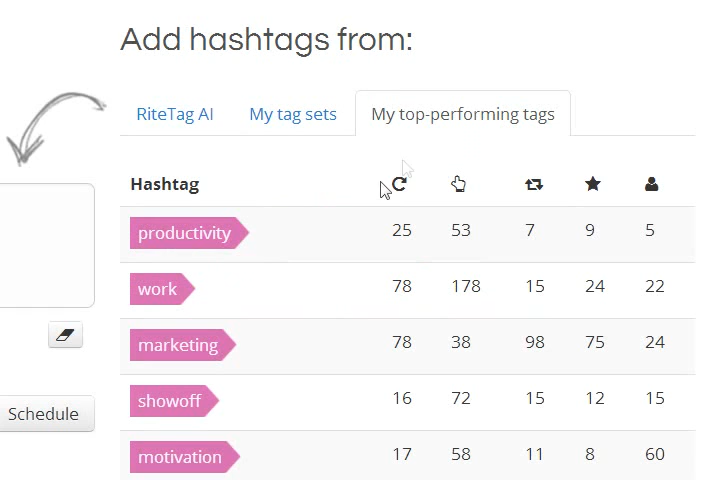 Add hashtags from:
RiteTag AI My tag sets My top-performing tags
Hashtag
productivity 25 53 7 9 5
work 78 178 15 24 22
marketing 78 38 98 75 24
showoff 16 72 15 12 15
motivation 17 58 11 8 60
Schedule